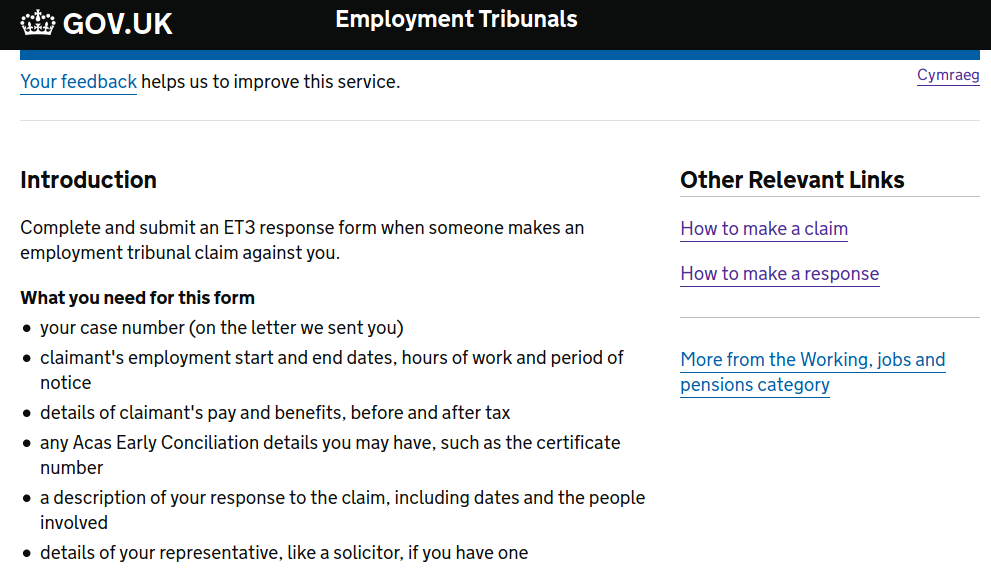 GOV.UK
Employment Tribunals
Your feedback helps us to improve this service.
Cymraeg
Introduction
Complete and submit an ET3 response form when someone makes an
employment tribunal claim against you.
What you need for this form
• your case number (on the letter we sent you)
• claimant's employment start and end dates, hours of work and period of
notice
• details of claimant's pay and benefits, before and after tax
• any Acas Early Conciliation details you may have, such as the certificate
number
• a description of your response to the claim, including dates and the people
involved
• details of your representative, like a solicitor, if you have one
Other Relevant Links
How to make a claim
How to make a response
More from the Working, jobs and
pensions category